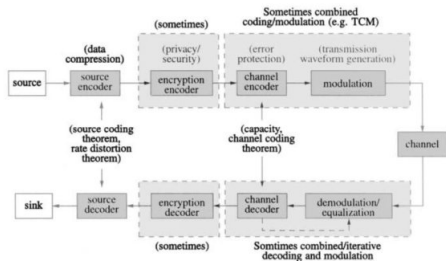 (sometimes)
Sometimes combined
coding/modulation (e.g. TCM)
(data
compression)
(privacy/
security)
(error
protection)
(transmission
waveform generation)
source
source
encoder
encryption
encoder
channel
encoder
modulation
(source coding
theorem,
rate distortion
theorem)
(capacity,
channel coding
theorem)
channel
sink
source
decoder
encryption
decoder
channel
decoder
demodulation/
equalization
(sometimes)
Somtimes combined/iterative
decoding and modulation